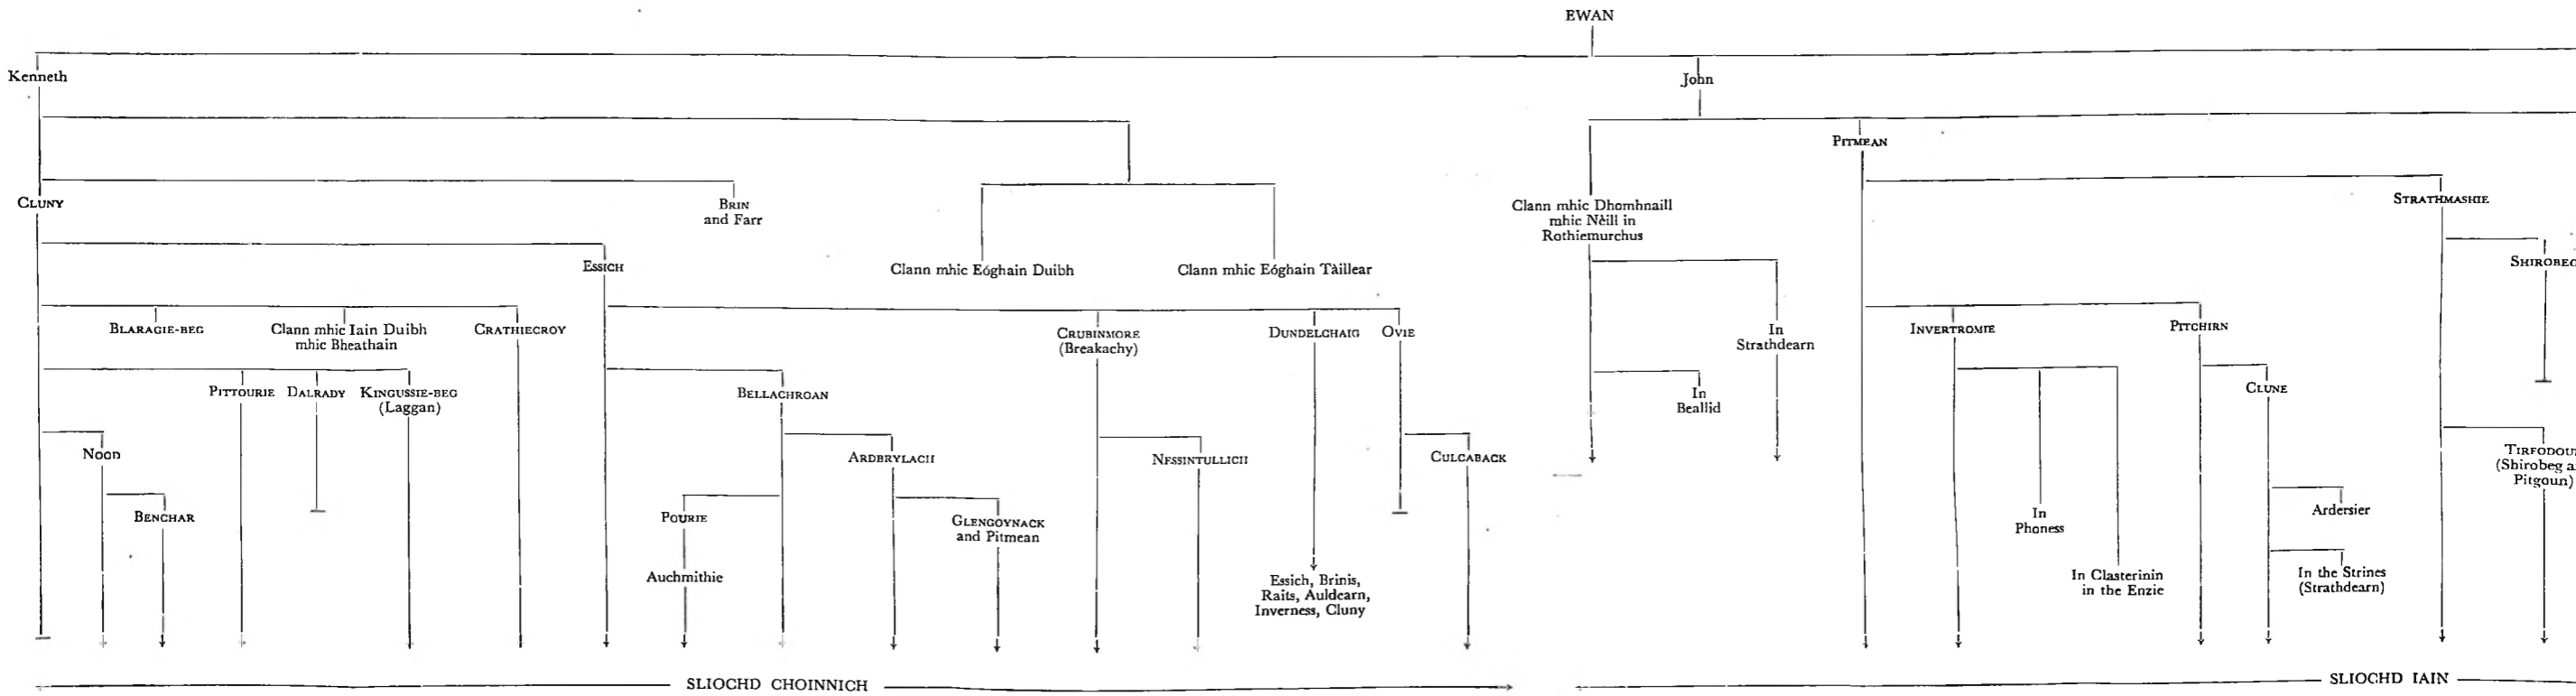 EWAN
Kenneth
John
PITMEAN
CLUNY
BRIN
and Farr
Clann mhic Dhomhnaill
mhic Nèill in
Rothiemurchus
STRATHMASHIE
ESSICH
Clann mhic Eóghain Duibh
Clann mhic Eóghain Tàillear
SHIROBEG
BLARAGIE-BEG
Clann mhic Iain Duibh
mhic Bheathain
CRATHIECROY
CRUBINMORE
(Breakachy)
DUNDELCHAIG
OVIE
In
Strathdearn
INVERTROMIE
PITCHIRN
PITTOURIE
DALRADY
KINGUSSIE-BEG
(Laggan)
BELLACHROAN
In
Beallid
CLUNE
NOOD
ARDBRYLACH
NESSINTULLICH
CULCABACK
(Shirobeg
Pitgoun)
BENCHAR
POURIE
GLENGOYNACK
and Pitmean
In
Phoness
Ardersier
Auchmithie
Essich, Brinis,
Raits, Auldearn,
Inverness, Cluny
In Clasterinin
in the Enzie
In the Strines
(Strathdearn)
SLIOCHD CHOINNICH
SLIOCHD IAIN